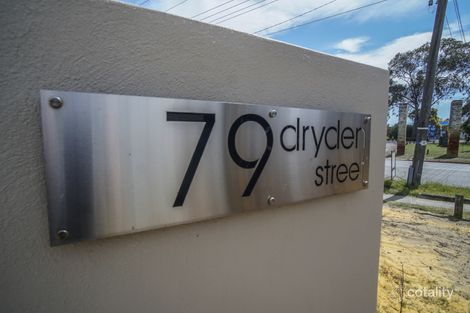 79 dryden
street
cotality